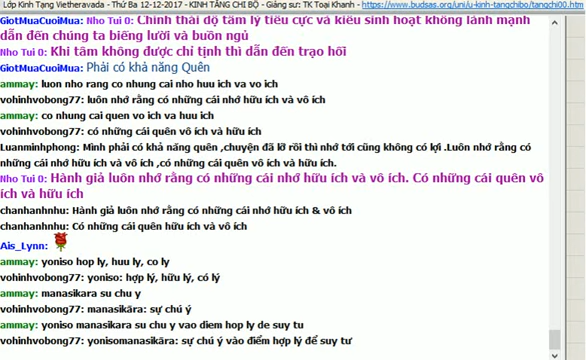 Lớp Kinh Tạng Vietheravada - Thứ Ba 12-12-2017 - KINH TĂNG CHI BỘ - Giảng sư: TK Toại Khanh - https://www.budsas.org/uni/u-kinh-tangchibo/tangchi00.htm
GiotMuaCuoiMua: Nho Tui 0: Chính thái độ tâm lý tiêu cực và kiểu sinh hoạt không lành mạnh
dẫn đến chúng ta biếng lười và buồn ngủ
Nho Tui 0: Khi tâm không được chỉ tịnh thì dẫn đến trạo hối
GiotMuaCuoiMua: Phải có khả năng Quên
ammay: luon nho rang co nhung cai nho huu ich va vo ich
vohinhvobong77: luôn nhớ rằng có những cái nhớ hữu ích và vô ích
ammay: co nhung cai quen vo ich va huu ich
vohinhvobong77: có những cái quên vô ích và hữu ích
Luanminhphong: Mình phải có khả năng quên ,chuyện đã lỡ rồi thì nhớ tới cũng không có lợi .Luôn nhớ rằng có
những cái nhớ hữu ích và vô ích ,có những cái quên vô ích và hữu ích.
Nho Tui 0: Hành giả luôn nhớ rằng có những cái nhớ hữu ích và vô ích. Có những cái quên vô
ích và hữu ích
chanhanhnhu: Hành giả luôn nhớ rằng có những cái nhớ hữu ích & vô ích
chanhanhnhu: Có những cái quên hữu ích và vô ích
Ais_Lynn:
ammay: yoniso hop ly, huu ly, co ly
vohinhvobong77: yoniso: hợp lý, hữu lý, có lý
ammay: manasikara su chu y
vohinhvobong77: manasikāra: sự chú ý
ammay: yoniso manasikara su chu y vao diem hop ly de suy tu
vohinhvobong77: yonisomanasikāra: sự chú ý vào điểm hợp lý để suy tư